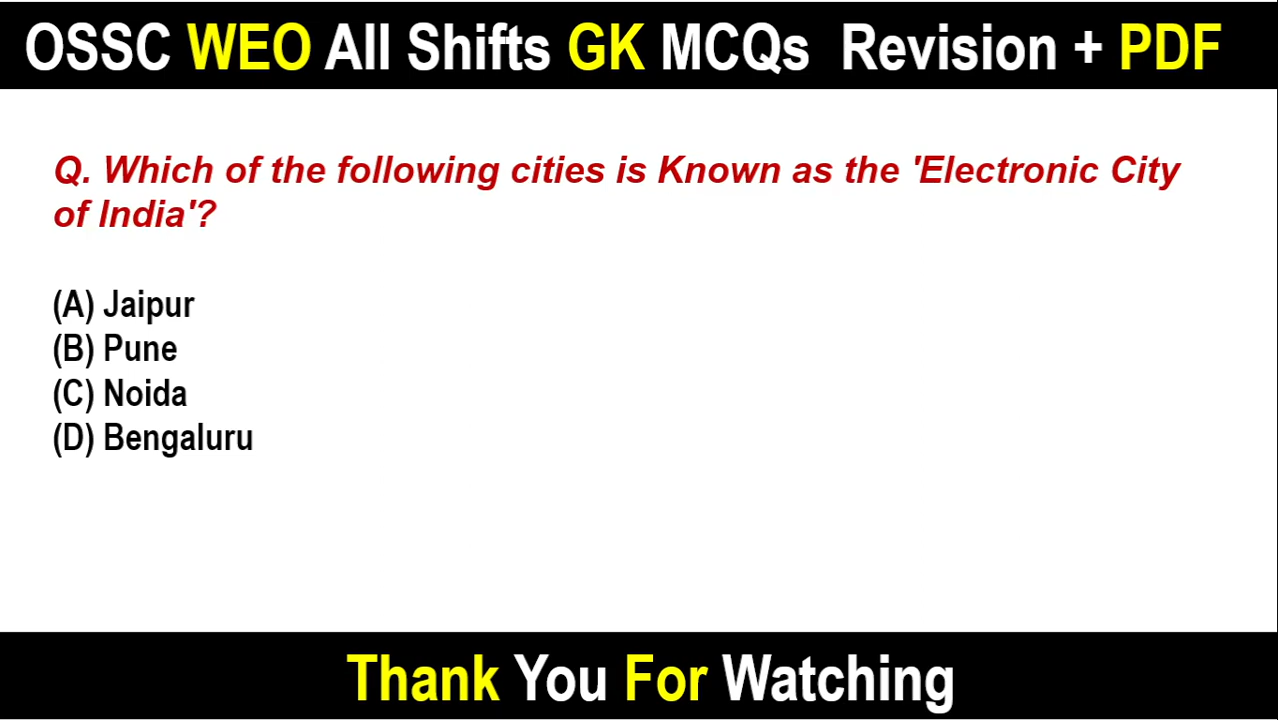 OSSC WEO All Shifts GK MCQs Revision + PDF
Q. Which of the following cities is Known as the 'Electronic City
of India'?
(A) Jaipur
(B) Pune
(C) Noida
(D) Bengaluru
Thank You For Watching